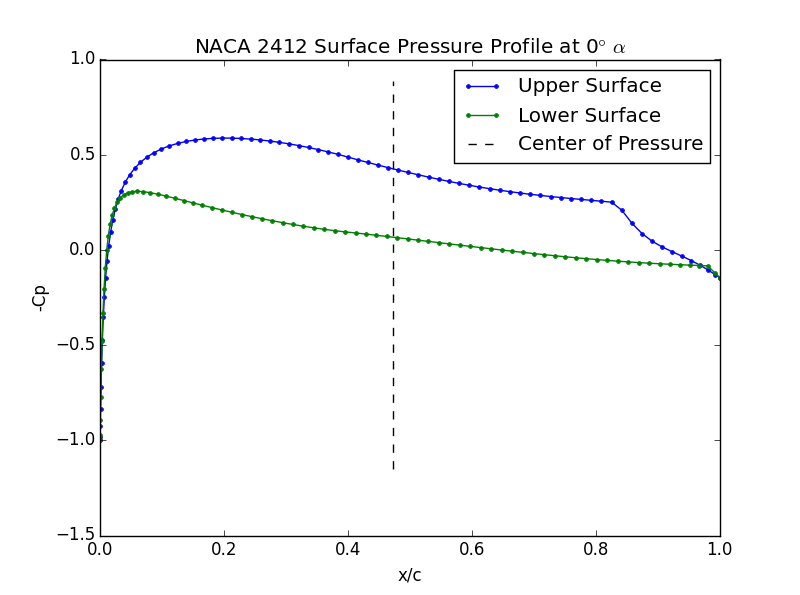 NACA 2412 Surface Pressure Profile at 0° α
1.0
0.5
0.0
−0.5
−1.0
−1.5
-Cp
Upper Surface
Lower Surface
Center of Pressure
0.0 0.2 0.4 0.6 0.8 1.0
x/c